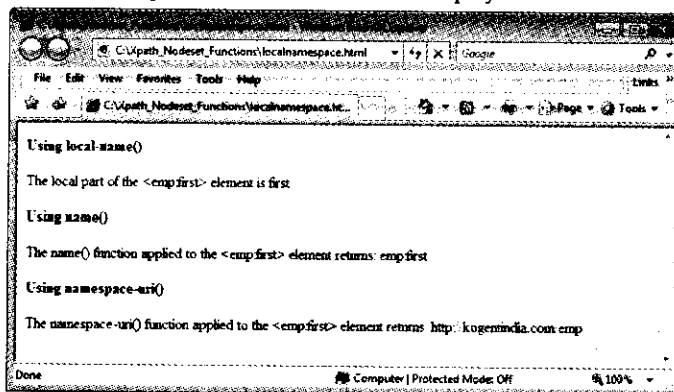 C:\Xpath_Nodeset_Functions\localnamespace.html Google
File Edit View Favorites Tools Help Links »
C:\Xpath_Nodeset_Functions\localnamespace.ht... Page Tools
Using local-name()
The local part of the <emp:first> element is first
Using name()
The name() function applied to the <emp:first> element returns: emp:first
Using namespace-uri()
The namespace-uri() function applied to the <emp:first> element returns http://kogentindia.com/emp
Done Computer | Protected Mode: Off 100%